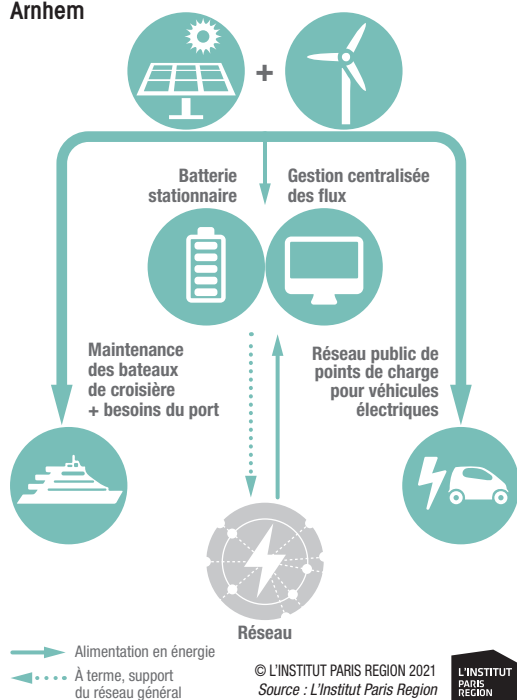 Arnhem
+
Batterie
stationnaire
Gestion centralisée
des flux
Maintenance
des bateaux
de croisière
+ besoins du port
Réseau public de
points de charge
pour véhicules
électriques
Réseau
Alimentation en énergie
À terme, support
du réseau général
© L'INSTITUT PARIS REGION 2021
Source : L'Institut Paris Region
L'INSTITUT
PARIS
REGION